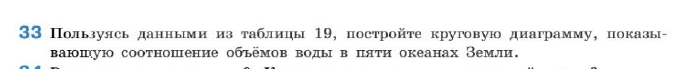 33 Пользуясь данными из таблицы 19, постройте круговую диаграмму, показы-
вающую соотношение объёмов воды в пяти океанах Земли.